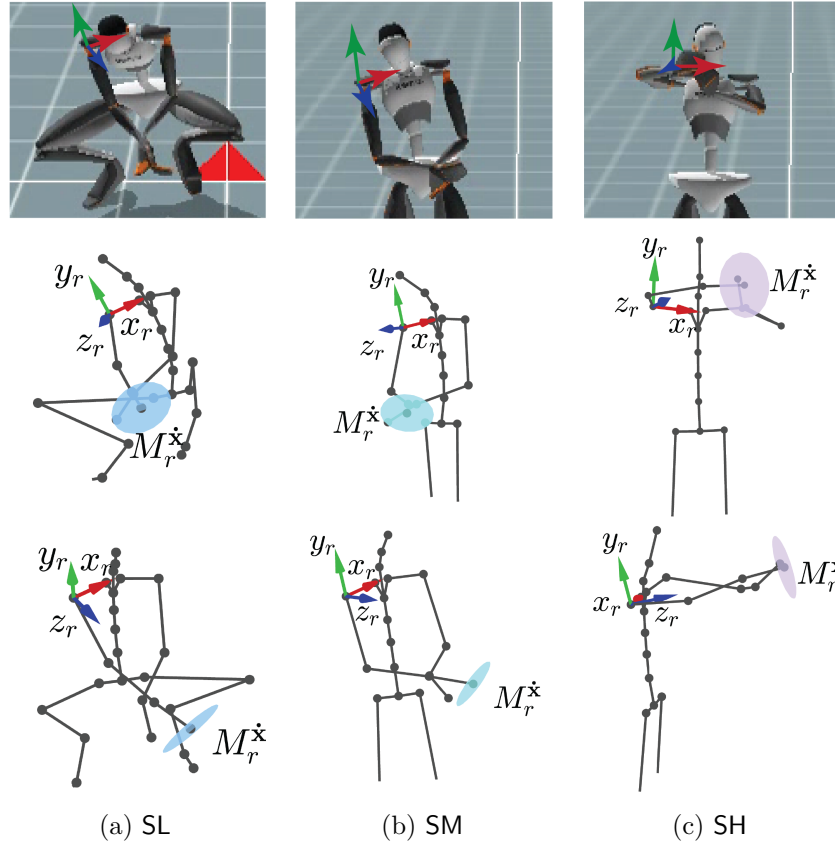 y_r
x_r
z_r
M_r^ẋ
y_r
x_r
z_r
M_r^ẋ
y_r
z_r
x_r
M_r^ẋ
y_r
x_r
z_r
M_r^ẋ
y_r
x_r
z_r
M_r^ẋ
y_r
x_r
z_r
(a) SL
(b) SM
(c) SH